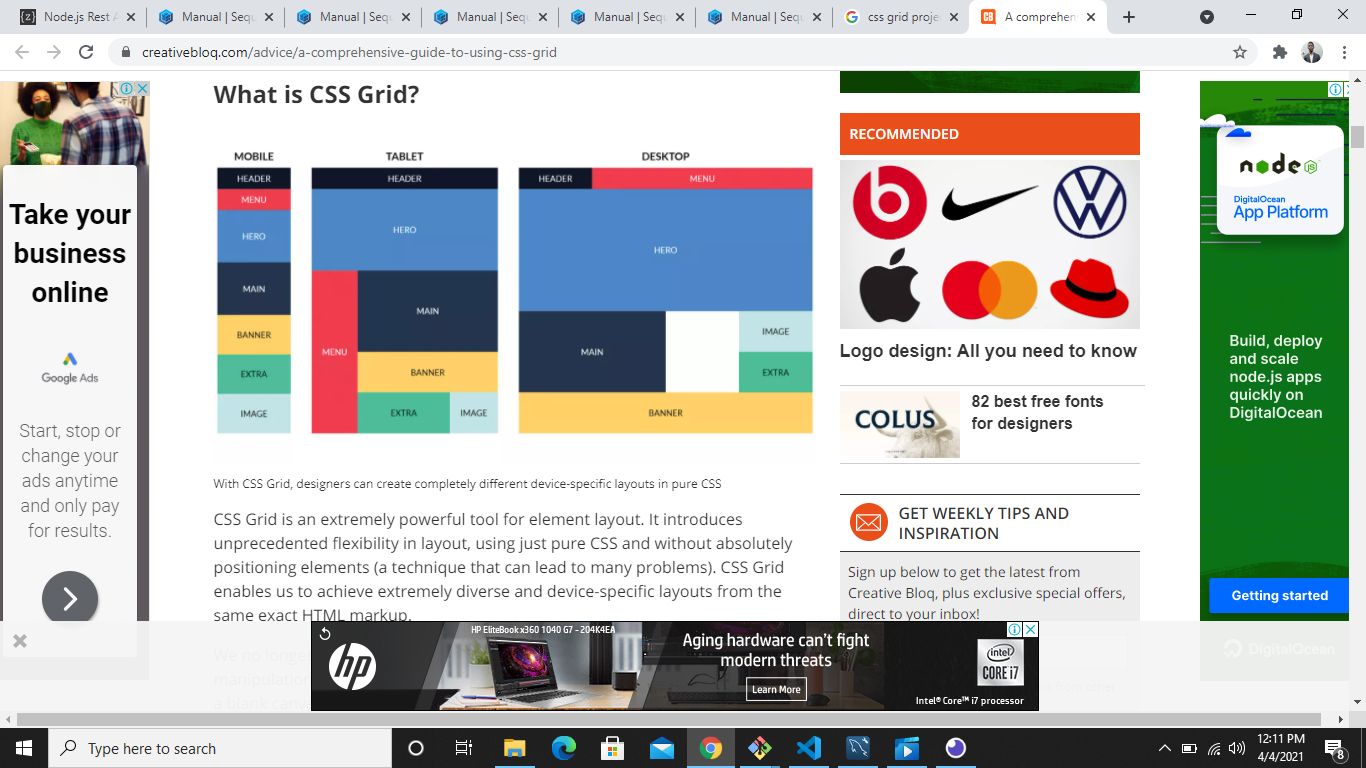 Node.js Rest A
Manual | Sequ
Manual | Sequ
Manual | Sequ
Manual | Sequ
Manual | Sequ
css grid proje
A comprehen
creativebloq.com/advice/a-comprehensive-guide-to-using-css-grid
Take your
business
online
Google Ads
Start, stop or
change your
ads anytime
and only pay
for results.
What is CSS Grid?
MOBILE
HEADER
MENU
HERO
MAIN
BANNER
EXTRA
IMAGE
TABLET
HEADER
HERO
MENU
MAIN
BANNER
EXTRA
IMAGE
DESKTOP
HEADER
MENU
HERO
MAIN
IMAGE
EXTRA
BANNER
With CSS Grid, designers can create completely different device-specific layouts in pure CSS
CSS Grid is an extremely powerful tool for element layout. It introduces
unprecedented flexibility in layout, using just pure CSS and without absolutely
positioning elements (a technique that can lead to many problems). CSS Grid
enables us to achieve extremely diverse and device-specific layouts from the
same exact HTML markup.
We no longe
manipulation
a blank canv
RECOMMENDED
Logo design: All you need to know
COLUS
82 best free fonts
for designers
GET WEEKLY TIPS AND
INSPIRATION
Sign up below to get the latest from
Creative Bloq, plus exclusive special offers,
direct to your inbox!
node JS
DigitalOcean
App Platform
Build, deploy
and scale
node.js apps
quickly on
DigitalOcean
Getting started
DigitalOcean
HP EliteBook x360 1040 G7 - 204K4EA
hp
Aging hardware can't fight
modern threats
Learn More
intel
CORE i7
Intel® Core™ i7 processor
Type here to search
12:11 PM
4/4/2021
8